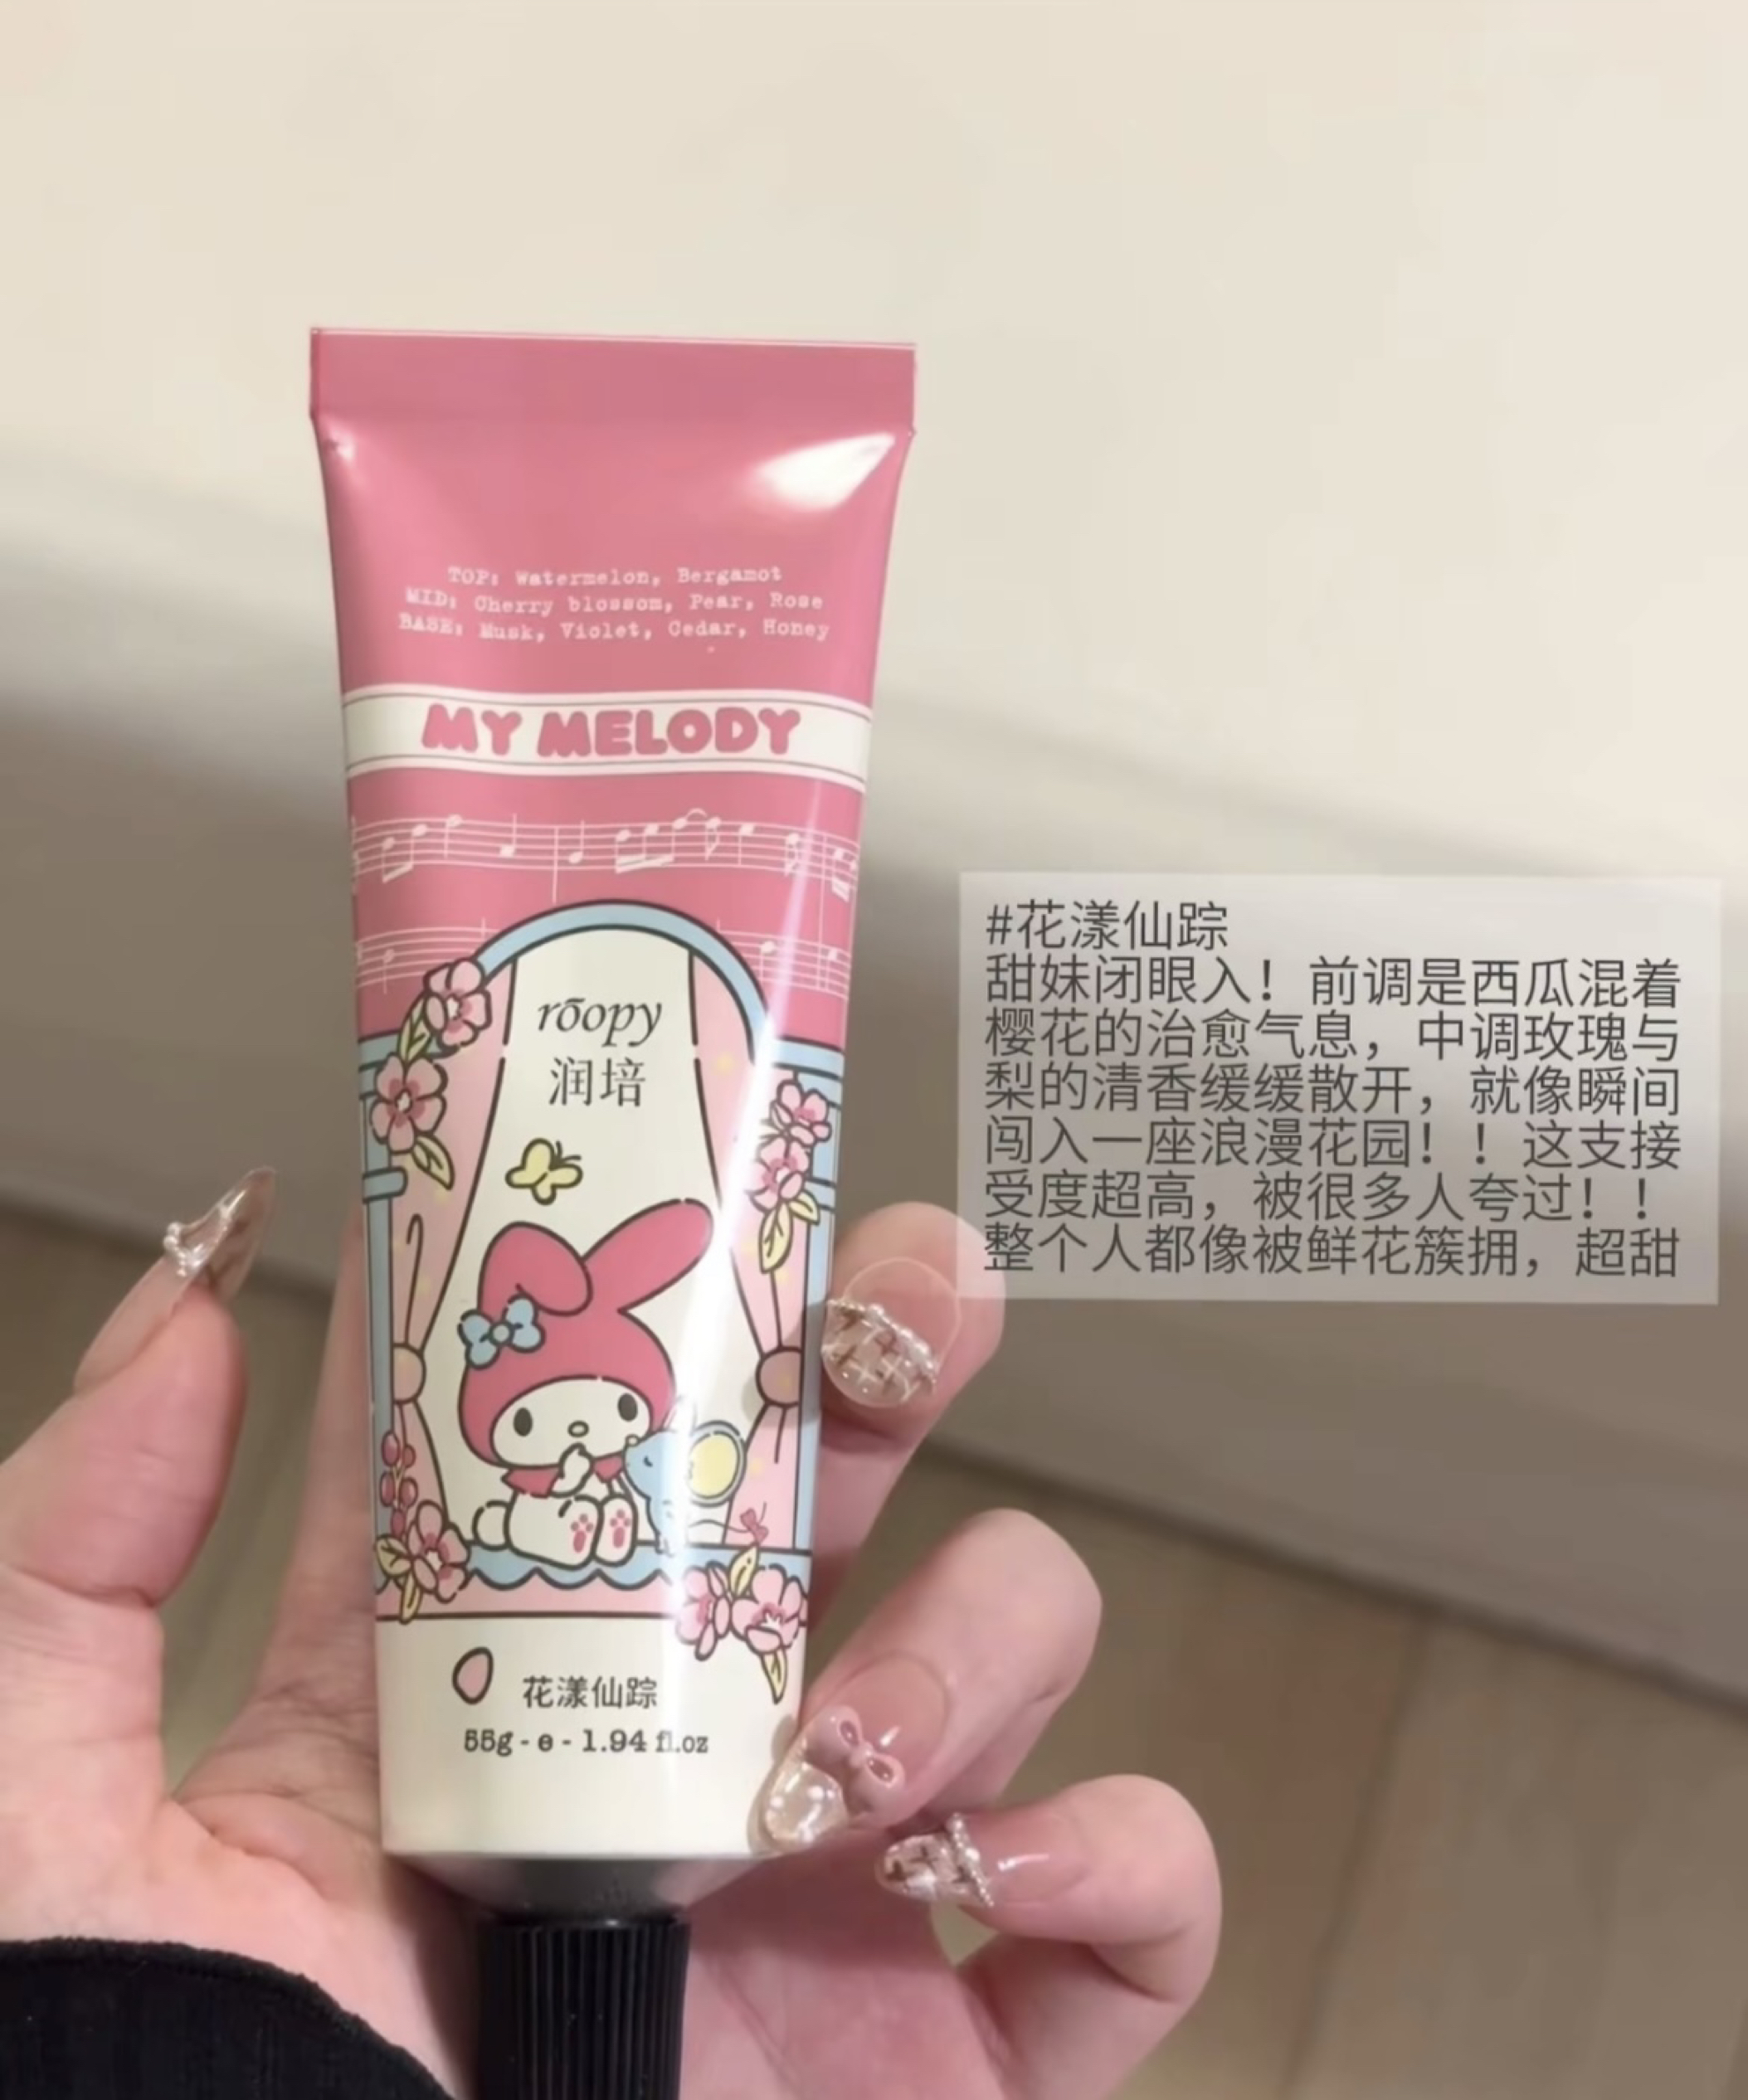 TOP: Watermelon, Bergamot
MID: Cherry blossom, Pear, Rose
BASE: Musk, Violet, Cedar, Honey
MY MELODY
rōopy
润培
花漾仙踪
55g - e - 1.94 fl.oz
#花漾仙踪
甜妹闭眼入！前调是西瓜混着
樱花的治愈气息，中调玫瑰与
梨的清香缓缓散开，就像瞬间
闯入一座浪漫花园！！这支接
受度超高，被很多人夸过！！
整个人都像被鲜花簇拥，超甜